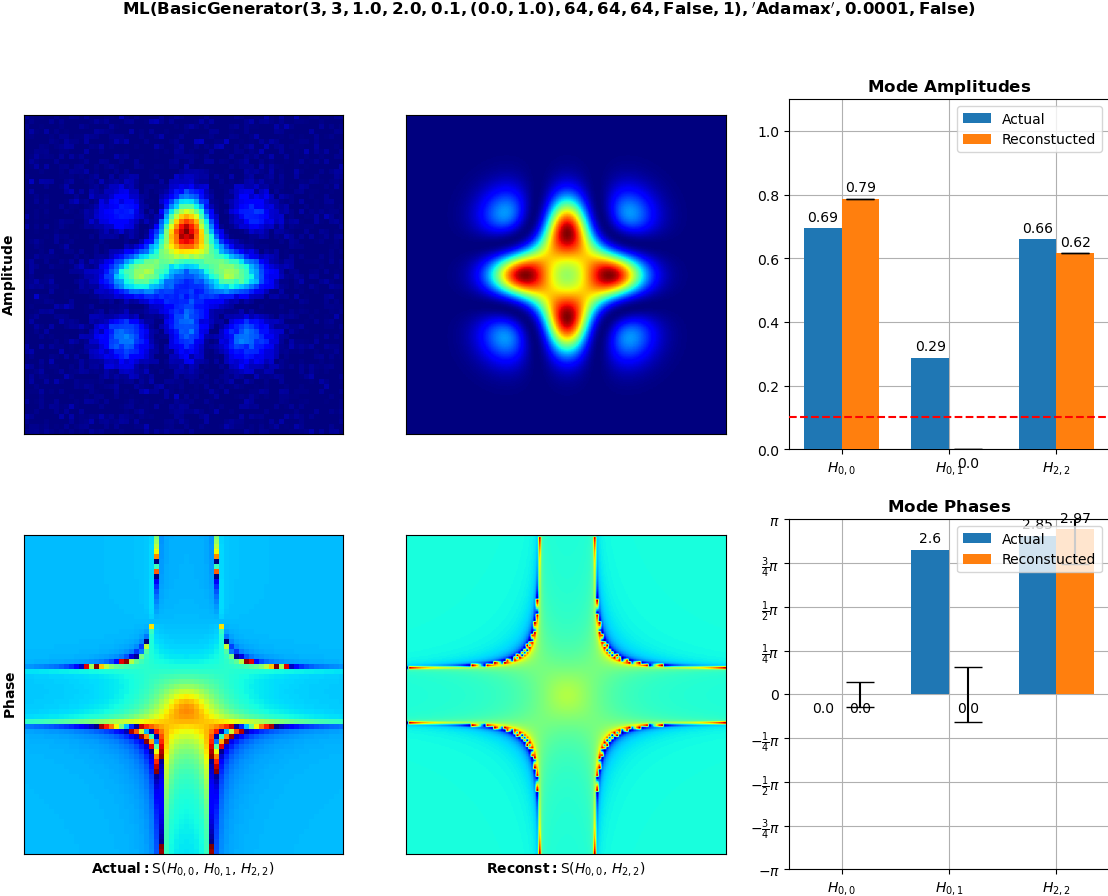 ML(BasicGenerator(3, 3, 1.0, 2.0, 0.1, (0.0, 1.0), 64, 64, 64, False, 1), ′Adamax′, 0.0001, False)
Amplitude
Mode Amplitudes
Actual
Reconstucted
1.0
0.8
0.6
0.4
0.2
0.0
0.69
0.79
0.29
0.0
0.66
0.62
H0,0
H0,1
H2,2
Phase
Actual: S(H0,0, H0,1, H2,2)
Reconst: S(H0,0, H2,2)
Mode Phases
Actual
Reconstucted
π
3/4π
1/2π
1/4π
0
−1/4π
−1/2π
−3/4π
−π
0.0
0.0
2.6
0.0
2.85
2.97
H0,0
H0,1
H2,2